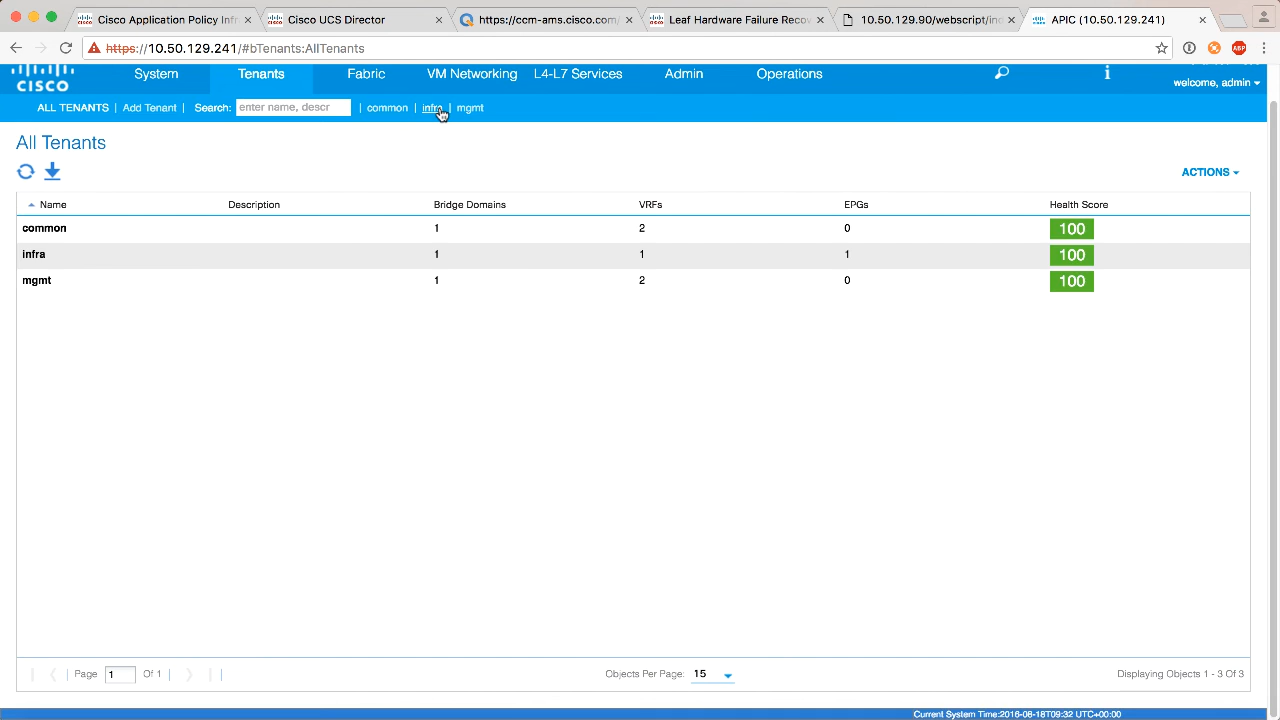 Cisco Application Policy Infr
Cisco UCS Director
https://ccm-ams.cisco.com/
Leaf Hardware Failure Recov
10.50.129.90/webscript/ind
APIC (10.50.129.241)
https://10.50.129.241/#bTenants:AllTenants
ABP
CISCO
System Tenants Fabric VM Networking L4-L7 Services Admin Operations i
welcome, admin
ALL TENANTS | Add Tenant | Search: enter name, descr | common | infra | mgmt
All Tenants
ACTIONS
Name Description Bridge Domains VRFs EPGs Health Score
common 1 2 0 100
infra 1 1 1 100
mgmt 1 2 0 100
Page 1 Of 1 Objects Per Page: 15 Displaying Objects 1 - 3 Of 3
Current System Time:2016-08-18T09:32 UTC+00:00